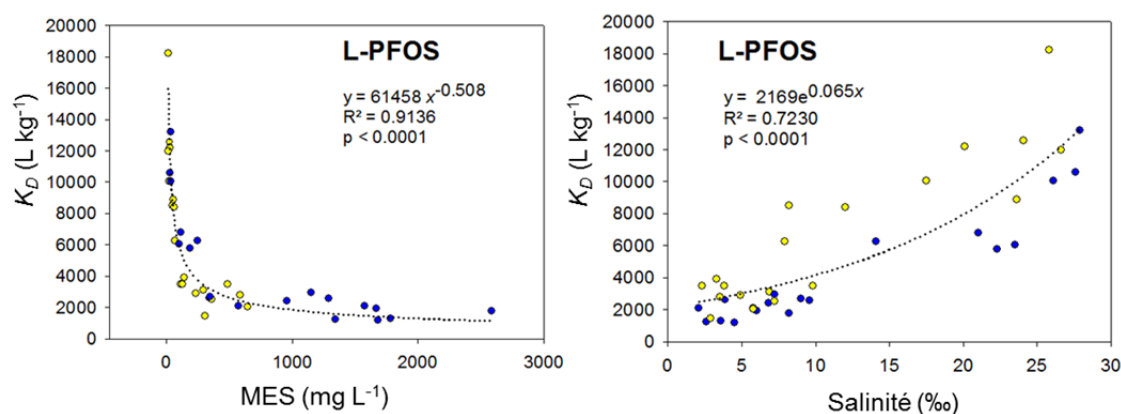 L-PFOS
y = 61458 x^-0.508
R² = 0.9136
p < 0.0001
K_D (L kg⁻¹)
20000
18000
16000
14000
12000
10000
8000
6000
4000
2000
0
0 1000 2000 3000
MES (mg L⁻¹)
L-PFOS
y = 2169e^0.065x
R² = 0.7230
p < 0.0001
K_D (L kg⁻¹)
20000
18000
16000
14000
12000
10000
8000
6000
4000
2000
0
0 5 10 15 20 25 30
Salinité (‰)